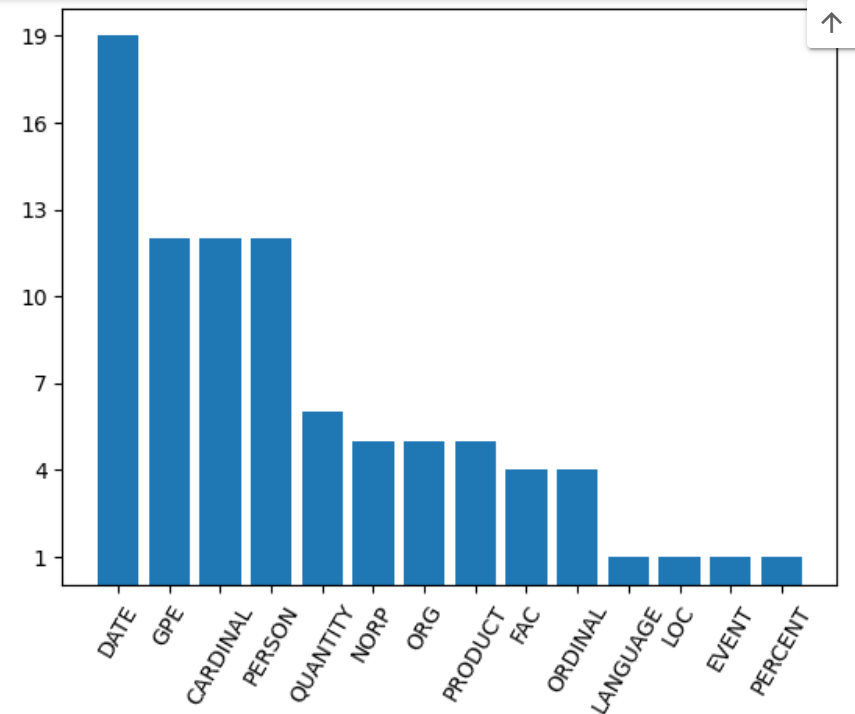 19
16
13
10
7
4
1
DATE
GPE
CARDINAL
PERSON
QUANTITY
NORP
ORG
PRODUCT
FAC
ORDINAL
LANGUAGE
LOC
EVENT
PERCENT